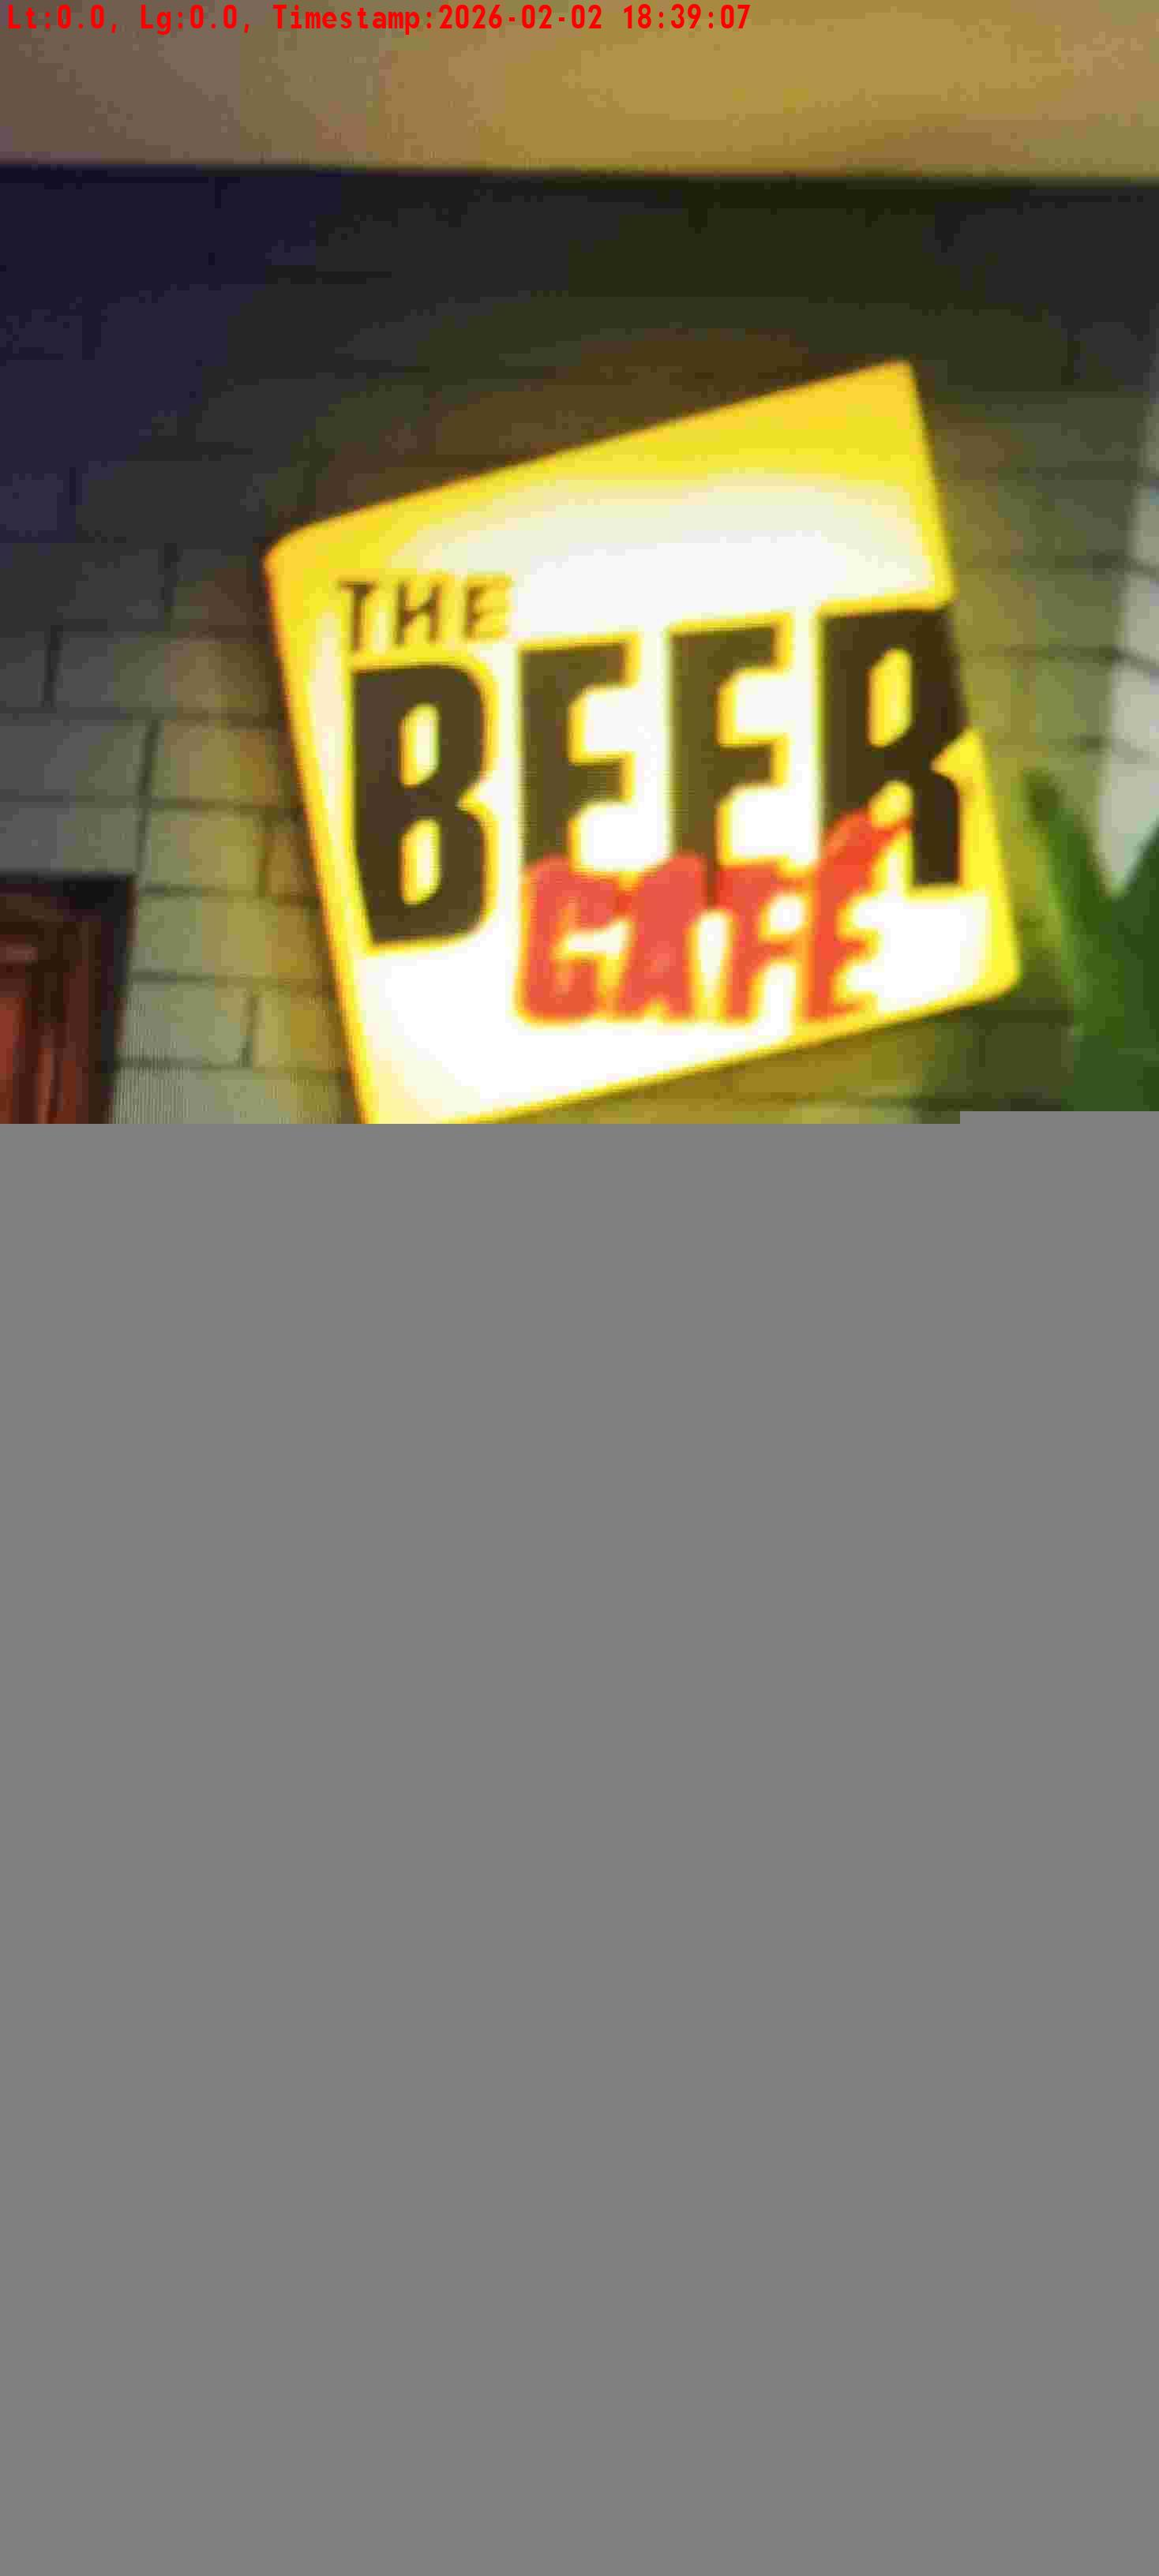 Lt:0.0, Lg:0.0, Timestamp:2026-02-02 18:39:07
THE
BEER
CAFÉ